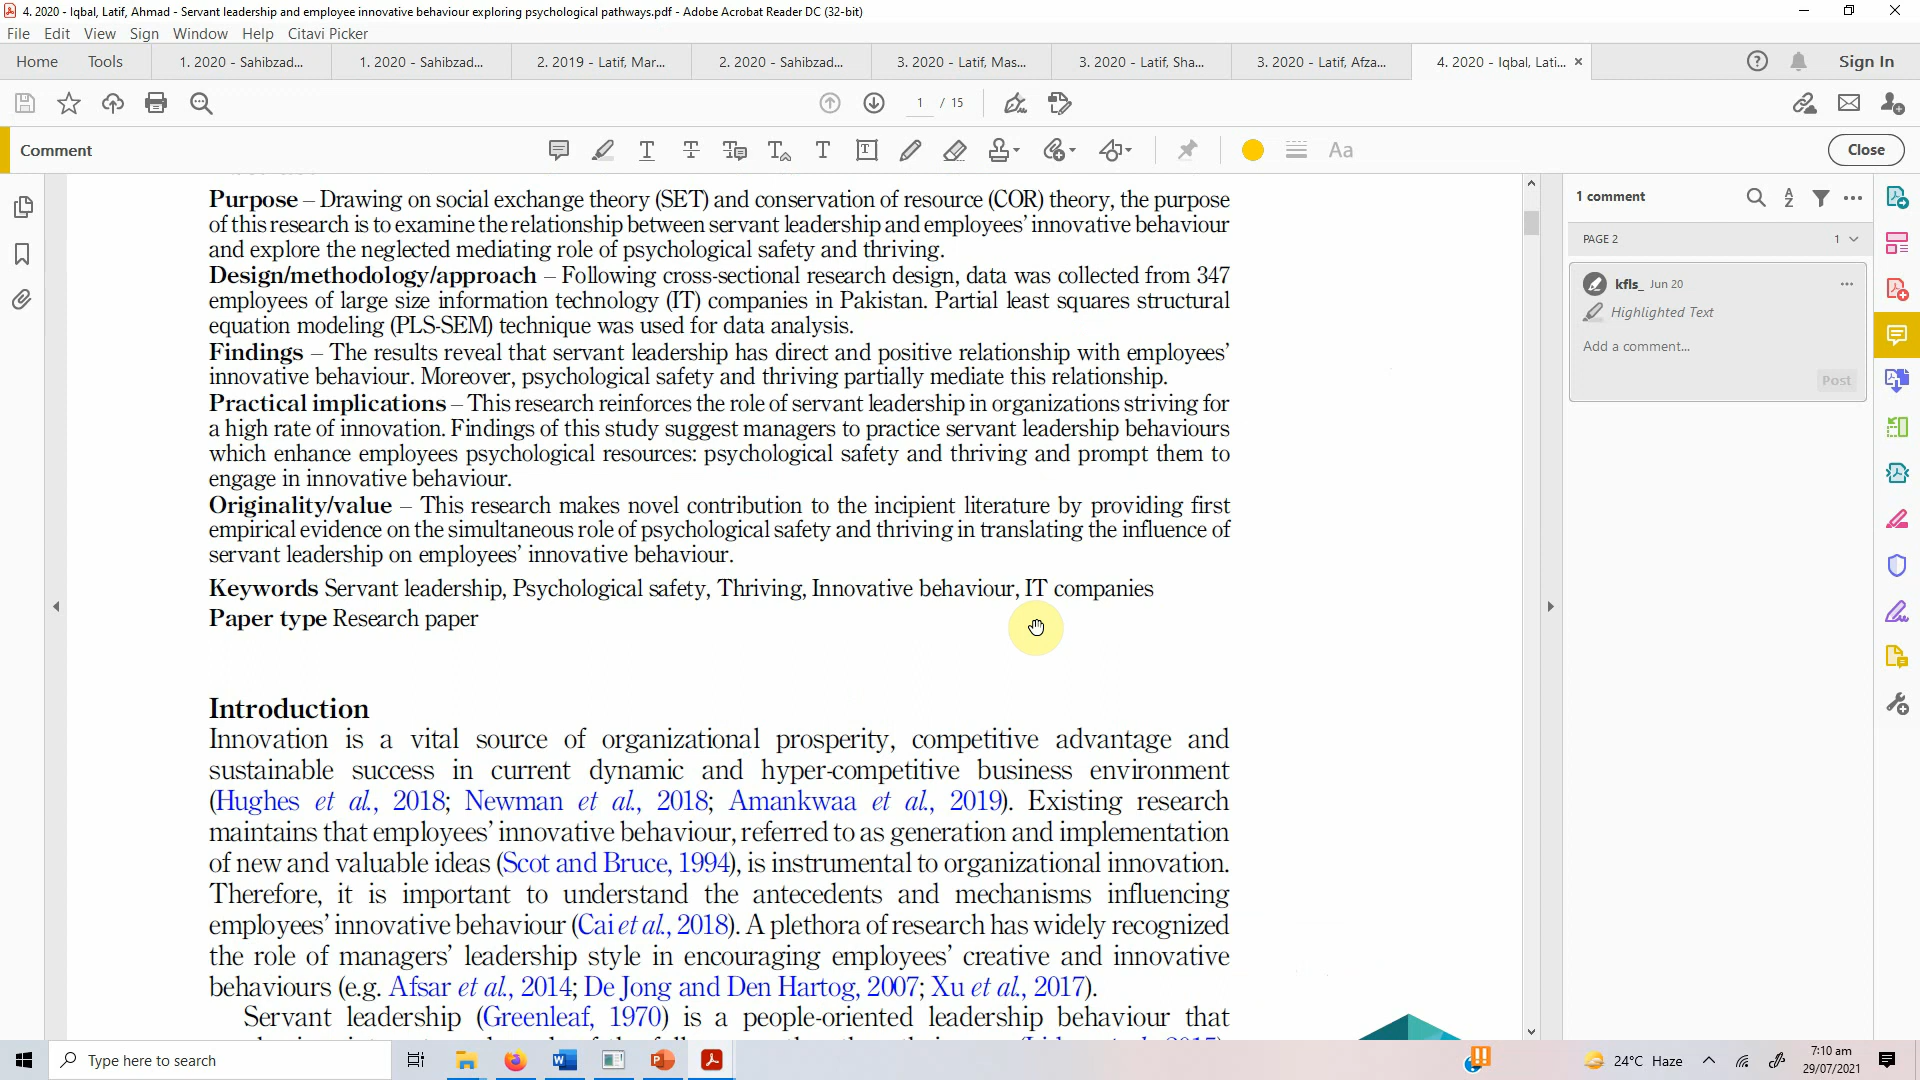 4. 2020 - Iqbal, Latif, Ahmad - Servant leadership and employee innovative behaviour exploring psychological pathways.pdf - Adobe Acrobat Reader DC (32-bit)
File Edit View Sign Window Help Citavi Picker
Home Tools 1. 2020 - Sahibzad... 1. 2020 - Sahibzad... 2. 2019 - Latif, Mar... 2. 2020 - Sahibzad... 3. 2020 - Latif, Mas... 3. 2020 - Latif, Sha... 3. 2020 - Latif, Afza... 4. 2020 - Iqbal, Lati... Sign In
1 / 15
Comment Aa Close
Purpose – Drawing on social exchange theory (SET) and conservation of resource (COR) theory, the purpose
of this research is to examine the relationship between servant leadership and employees' innovative behaviour
and explore the neglected mediating role of psychological safety and thriving.
Design/methodology/approach – Following cross-sectional research design, data was collected from 347
employees of large size information technology (IT) companies in Pakistan. Partial least squares structural
equation modeling (PLS-SEM) technique was used for data analysis.
Findings – The results reveal that servant leadership has direct and positive relationship with employees'
innovative behaviour. Moreover, psychological safety and thriving partially mediate this relationship.
Practical implications – This research reinforces the role of servant leadership in organizations striving for
a high rate of innovation. Findings of this study suggest managers to practice servant leadership behaviours
which enhance employees psychological resources: psychological safety and thriving and prompt them to
engage in innovative behaviour.
Originality/value – This research makes novel contribution to the incipient literature by providing first
empirical evidence on the simultaneous role of psychological safety and thriving in translating the influence of
servant leadership on employees' innovative behaviour.
Keywords Servant leadership, Psychological safety, Thriving, Innovative behaviour, IT companies
Paper type Research paper
Introduction
Innovation is a vital source of organizational prosperity, competitive advantage and
sustainable success in current dynamic and hyper-competitive business environment
(Hughes et al., 2018; Newman et al., 2018; Amankwaa et al., 2019). Existing research
maintains that employees' innovative behaviour, referred to as generation and implementation
of new and valuable ideas (Scot and Bruce, 1994), is instrumental to organizational innovation.
Therefore, it is important to understand the antecedents and mechanisms influencing
employees' innovative behaviour (Cai et al., 2018). A plethora of research has widely recognized
the role of managers' leadership style in encouraging employees' creative and innovative
behaviours (e.g. Afsar et al., 2014; De Jong and Den Hartog, 2007; Xu et al., 2017).
Servant leadership (Greenleaf, 1970) is a people-oriented leadership behaviour that
1 comment
PAGE 2 1
kfls_ Jun 20
Highlighted Text
Add a comment...
Post
Type here to search
24°C Haze
7:10 am
29/07/2021